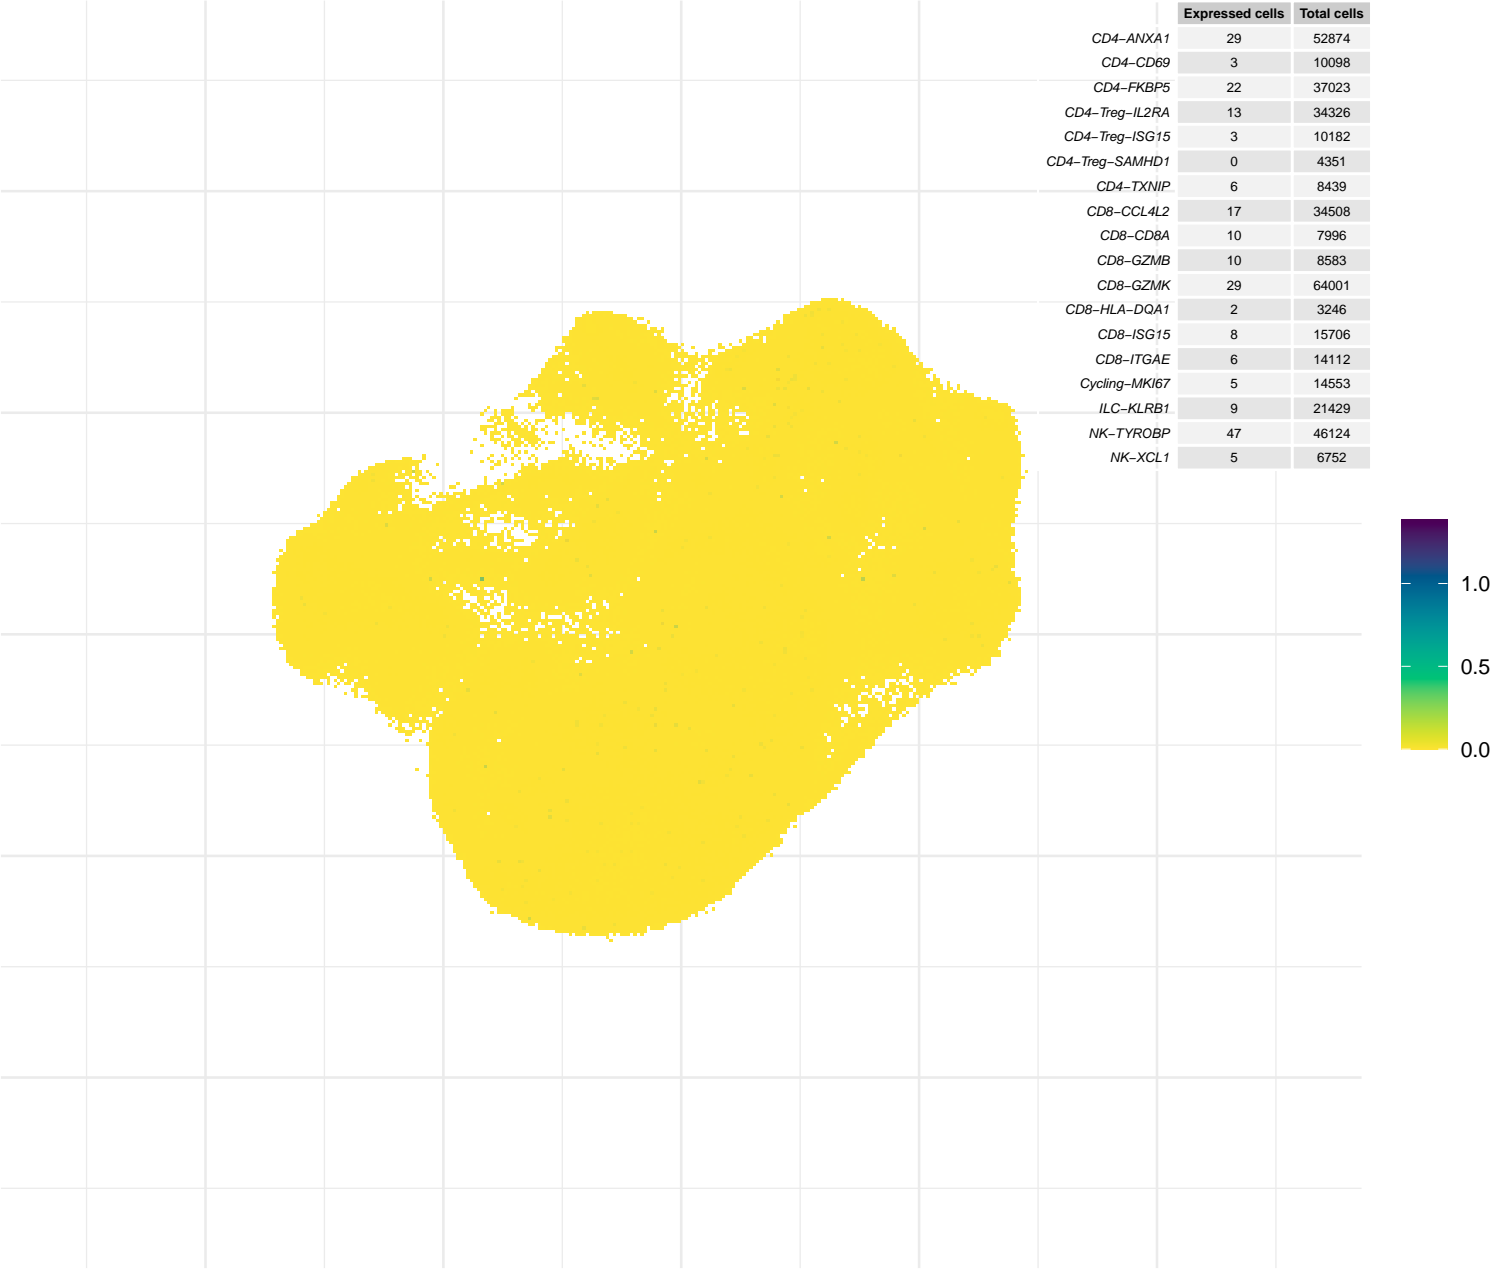 Expressed cells Total cells
CD4−ANXA1 29 52874
CD4−CD69 3 10098
CD4−FKBP5 22 37023
CD4−Treg−IL2RA 13 34326
CD4−Treg−ISG15 3 10182
CD4−Treg−SAMHD1 0 4351
CD4−TXNIP 6 8439
CD8−CCL4L2 17 34508
CD8−CD8A 10 7996
CD8−GZMB 10 8583
CD8−GZMK 29 64001
CD8−HLA−DQA1 2 3246
CD8−ISG15 8 15706
CD8−ITGAE 6 14112
Cycling−MKI67 5 14553
ILC−KLRB1 9 21429
NK−TYROBP 47 46124
NK−XCL1 5 6752
1.0
0.5
0.0